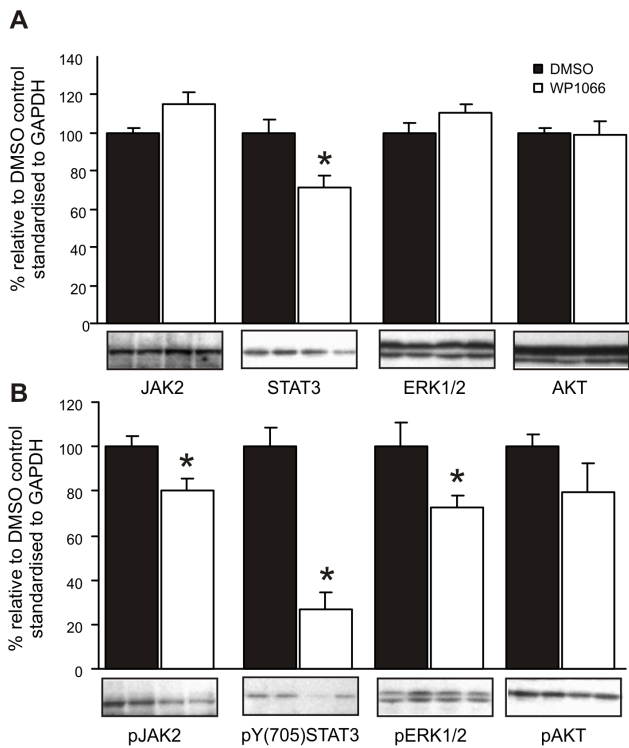 A
% relative to DMSO control
standardised to GAPDH
140
120
100
80
60
40
20
0
DMSO
WP1066
*
JAK2
STAT3
ERK1/2
AKT
B
% relative to DMSO control
standardised to GAPDH
120
100
80
60
40
20
0
*
*
*
pJAK2
pY(705)STAT3
pERK1/2
pAKT